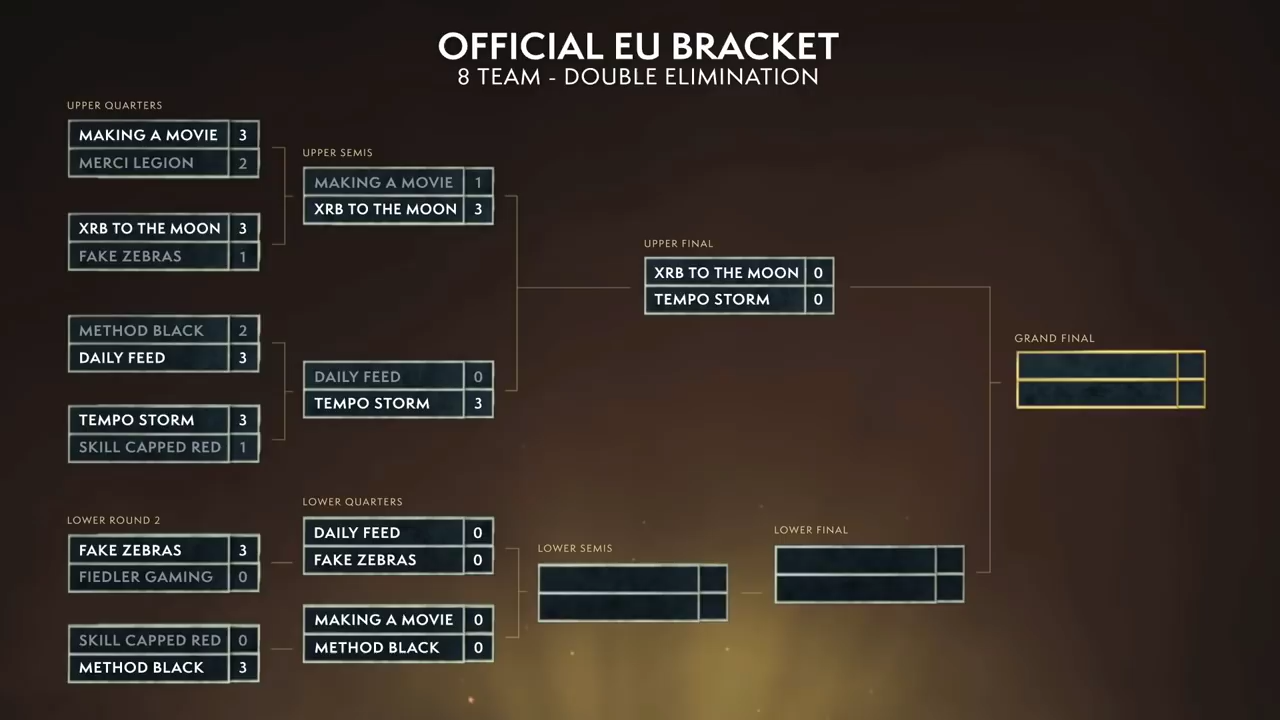 OFFICIAL EU BRACKET
8 TEAM - DOUBLE ELIMINATION
UPPER QUARTERS
MAKING A MOVIE 3
MERCI LEGION 2
XRB TO THE MOON 3
FAKE ZEBRAS 1
METHOD BLACK 2
DAILY FEED 3
TEMPO STORM 3
SKILL CAPPED RED 1
UPPER SEMIS
MAKING A MOVIE 1
XRB TO THE MOON 3
DAILY FEED 0
TEMPO STORM 3
UPPER FINAL
XRB TO THE MOON 0
TEMPO STORM 0
GRAND FINAL
LOWER ROUND 2
FAKE ZEBRAS 3
FIEDLER GAMING 0
SKILL CAPPED RED 0
METHOD BLACK 3
LOWER QUARTERS
DAILY FEED 0
FAKE ZEBRAS 0
MAKING A MOVIE 0
METHOD BLACK 0
LOWER SEMIS
LOWER FINAL